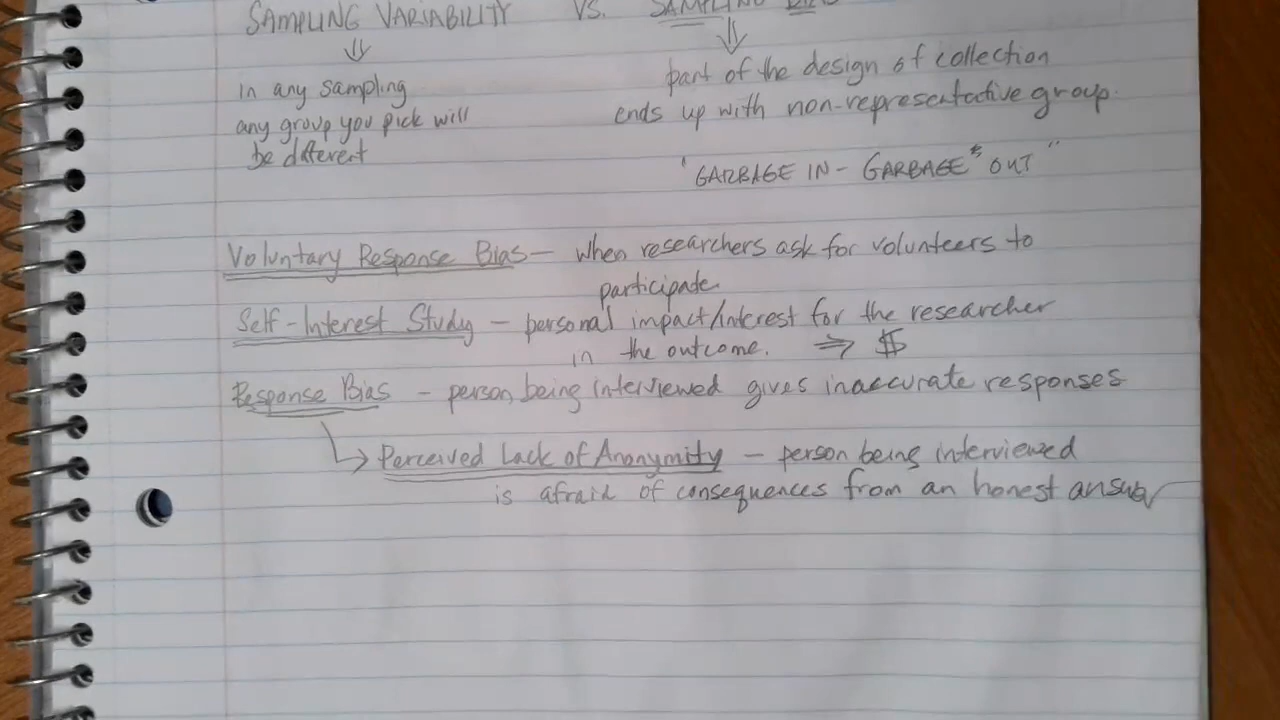 SAMPLING VARIABILITY VS. SAMPLING BIAS
⇓ ⇓
in any sampling
any group you pick will
be different
part of the design of collection
ends up with non-representative group.
"GARBAGE IN - GARBAGE OUT"
Voluntary Response Bias - when researchers ask for volunteers to
participate
Self-Interest Study - personal impact/interest for the researcher
in the outcome. ⇒ $
Response Bias - person being interviewed gives inaccurate responses
↳ Perceived Lack of Anonymity - person being interviewed
is afraid of consequences from an honest answer